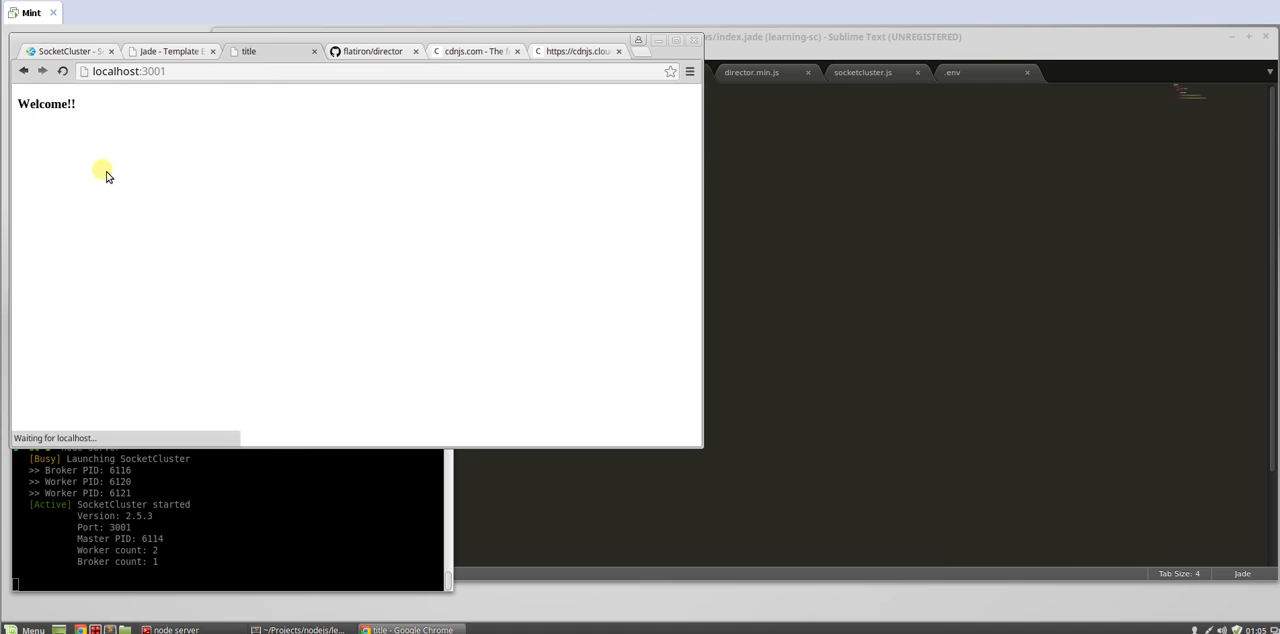 Mint
/s/index.jade (learning-sc) - Sublime Text (UNREGISTERED)
SocketCluster - S
Jade - Template E
title
flatiron/director
cdnjs.com - The f
https://cdnjs.clou
director.min.js
socketcluster.js
.env
localhost:3001
Welcome!!
Waiting for localhost...
[Busy] Launching SocketCluster
>> Broker PID: 6116
>> Worker PID: 6120
>> Worker PID: 6121
[Active] SocketCluster started
Version: 2.5.3
Port: 3001
Master PID: 6114
Worker count: 2
Broker count: 1
Tab Size: 4
Jade
Menu
node server
~/Projects/nodejs/le...
title - Google Chrome
01:05